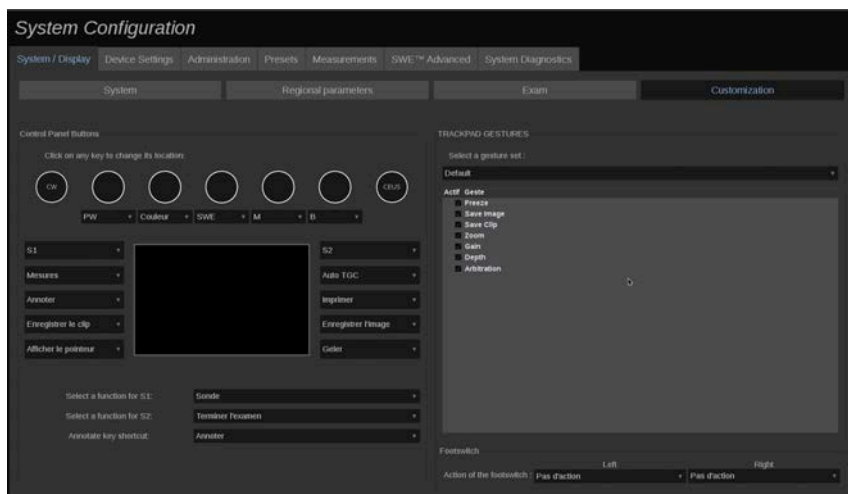 System Configuration
System / Display Device Settings Administration Presets Measurements SWE™ Advanced System Diagnostics
System Regional parameters Exam Customization
Control Panel Buttons
Click on any key to change its location:
CW CEUS
PW Couleur SWE M B
S1 S2
Mesures Auto TGC
Annoter Imprimer
Enregistrer le clip Enregistrer l'image
Afficher le pointeur Geler
Select a function for S1: Sonde
Select a function for S2: Terminer l'examen
Annotate key shortcut: Annoter
TRACKPAD GESTURES
Select a gesture set :
Default
Actif Geste
Freeze
Save Image
Save Clip
Zoom
Gain
Depth
Arbitration
Footswitch
Left Right
Action of the footswitch : Pas d'action Pas d'action